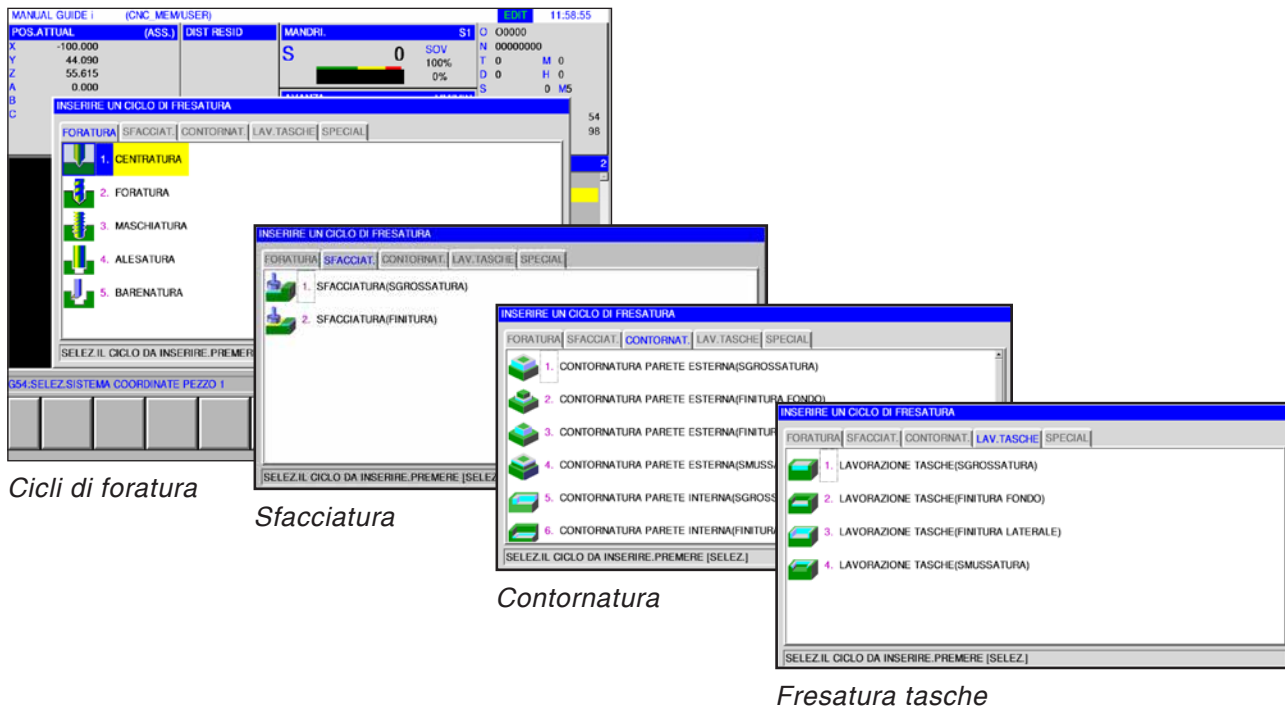 MANUAL GUIDE i (CNC_MEM/USER) EDIT 11:58:55
POS.ATTUAL (ASS.) DIST RESID MANDRI. S1 O O0000
X -100.000 S 0 SOV N 00000000
Y 44.090 100% T 0 M 0
Z 55.615 0% D 0 H 0
A 0.000 S 0 M5
B
C 54
98
2
INSERIRE UN CICLO DI FRESATURA
FORATURA SFACCIAT. CONTORNAT. LAV.TASCHE SPECIAL
1. CENTRATURA
2. FORATURA
3. MASCHIATURA
4. ALESATURA
5. BARENATURA
SELEZ.IL CICLO DA INSERIRE.PREMERE
G54:SELEZ.SISTEMA COORDINATE PEZZO 1
Cicli di foratura
INSERIRE UN CICLO DI FRESATURA
FORATURA SFACCIAT. CONTORNAT. LAV.TASCHE SPECIAL
1. SFACCIATURA(SGROSSATURA)
2. SFACCIATURA(FINITURA)
SELEZ.IL CICLO DA INSERIRE.PREMERE [SELEZ
Sfacciatura
INSERIRE UN CICLO DI FRESATURA
FORATURA SFACCIAT. CONTORNAT. LAV.TASCHE SPECIAL
1. CONTORNATURA PARETE ESTERNA(SGROSSATURA)
2. CONTORNATURA PARETE ESTERNA(FINITURA FONDO)
3. CONTORNATURA PARETE ESTERNA(FINITUR
4. CONTORNATURA PARETE ESTERNA(SMUSSA
5. CONTORNATURA PARETE INTERNA(SGROSS
6. CONTORNATURA PARETE INTERNA(FINITURA
SELEZ.IL CICLO DA INSERIRE.PREMERE [SELEZ.]
Contornatura
INSERIRE UN CICLO DI FRESATURA
FORATURA SFACCIAT. CONTORNAT. LAV.TASCHE SPECIAL
1. LAVORAZIONE TASCHE(SGROSSATURA)
2. LAVORAZIONE TASCHE(FINITURA FONDO)
3. LAVORAZIONE TASCHE(FINITURA LATERALE)
4. LAVORAZIONE TASCHE(SMUSSATURA)
SELEZ.IL CICLO DA INSERIRE.PREMERE [SELEZ.]
Fresatura tasche